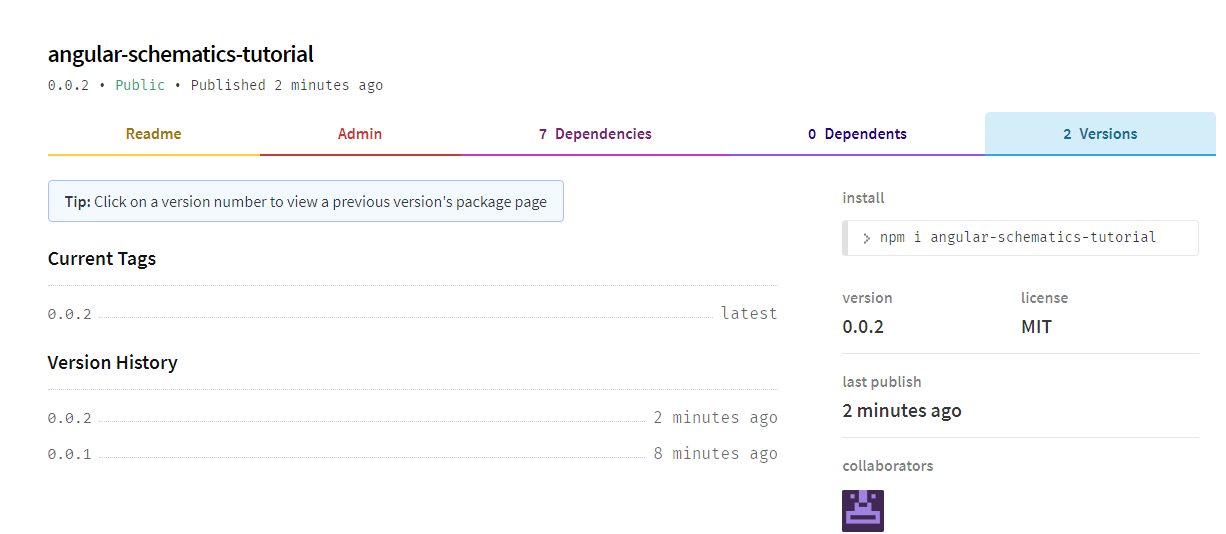 angular-schematics-tutorial
0.0.2 • Public • Published 2 minutes ago
Readme
Admin
7 Dependencies
0 Dependents
2 Versions
Tip: Click on a version number to view a previous version's package page
Current Tags
0.0.2 latest
Version History
0.0.2 2 minutes ago
0.0.1 8 minutes ago
install
> npm i angular-schematics-tutorial
version
0.0.2
license
MIT
last publish
2 minutes ago
collaborators